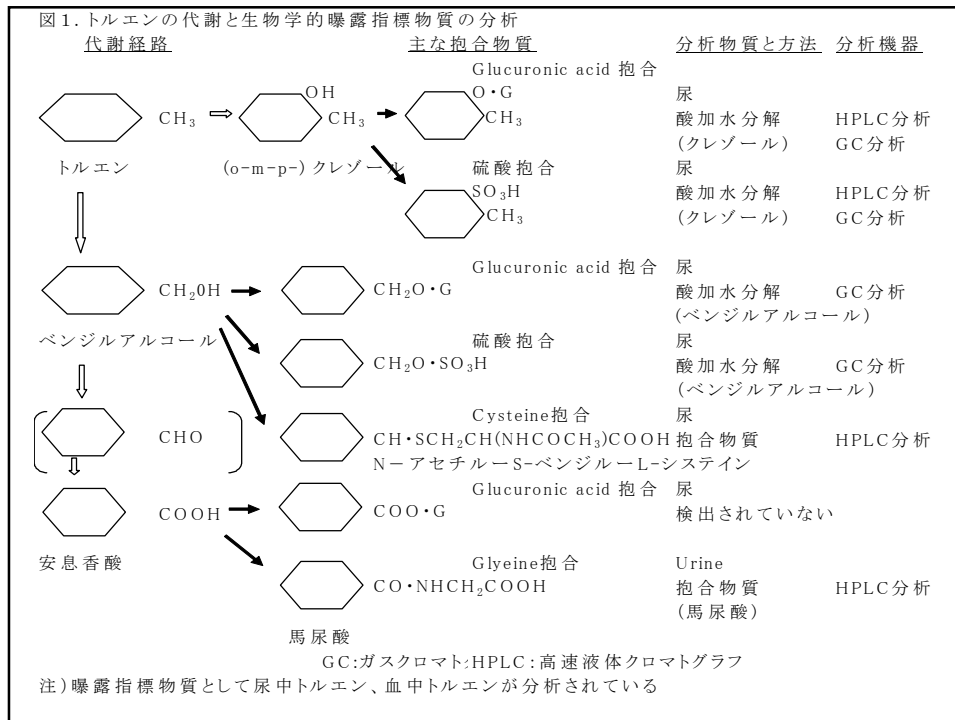 図1.トルエンの代謝と生物学的曝露指標物質の分析
代謝経路 主な抱合物質 分析物質と方法 分析機器
Glucuronic acid 抱合 尿
OH O・G
CH₃ CH₃ CH₃ 酸加水分解 HPLC分析
(クレゾール) GC分析
トルエン (o-m-p-)クレゾール 硫酸抱合 尿
SO₃H 酸加水分解 HPLC分析
CH₃ (クレゾール) GC分析
Glucuronic acid 抱合 尿
CH₂0H CH₂O・G 酸加水分解 GC分析
(ベンジルアルコール)
ベンジルアルコール 硫酸抱合 尿
CH₂O・SO₃H 酸加水分解 GC分析
(ベンジルアルコール)
Cysteine抱合 尿
CHO CH・SCH₂CH(NHCOCH₃)COOH 抱合物質 HPLC分析
N－アセチルーS-ベンジルーL-システイン
Glucuronic acid 抱合 尿
COOH COO・G 検出されていない
安息香酸 Glyeine抱合 Urine
CO・NHCH₂COOH 抱合物質 HPLC分析
(馬尿酸)
馬尿酸
GC:ガスクロマト HPLC:高速液体クロマトグラフ
注)曝露指標物質として尿中トルエン、血中トルエンが分析されている